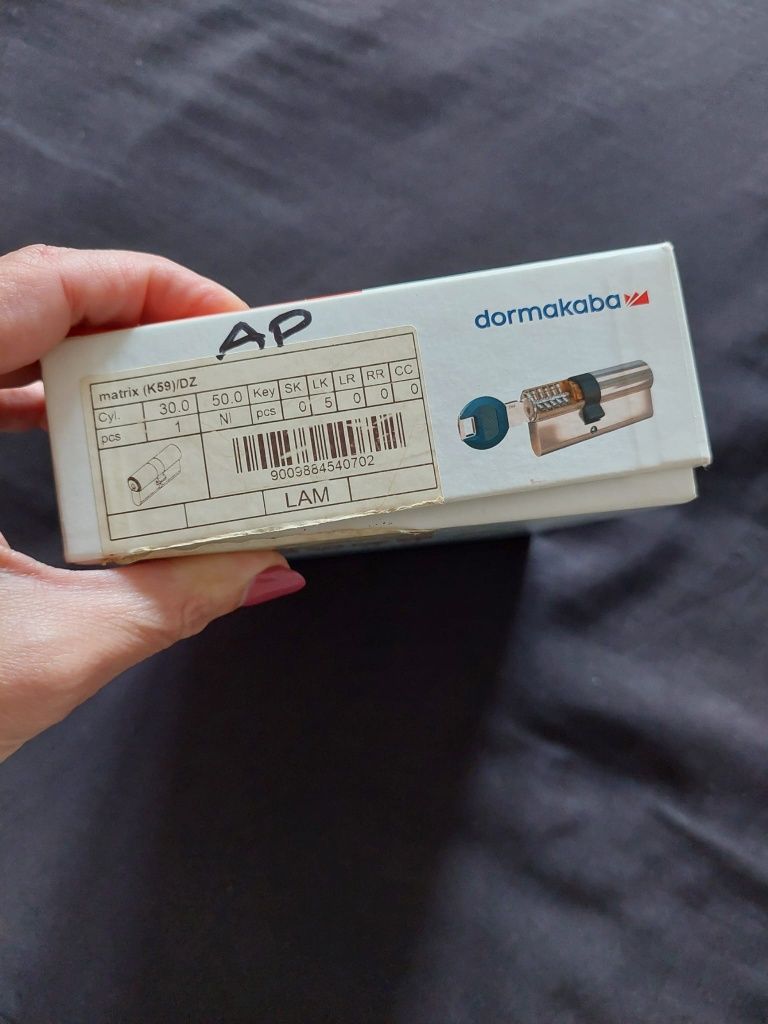 AP
dormakaba
matrix (K59)/DZ
Cyl. 30.0 50.0 Key SK LK LR RR CC
pcs 1 NI pcs 0 5 0 0 0
9009884540702
LAM